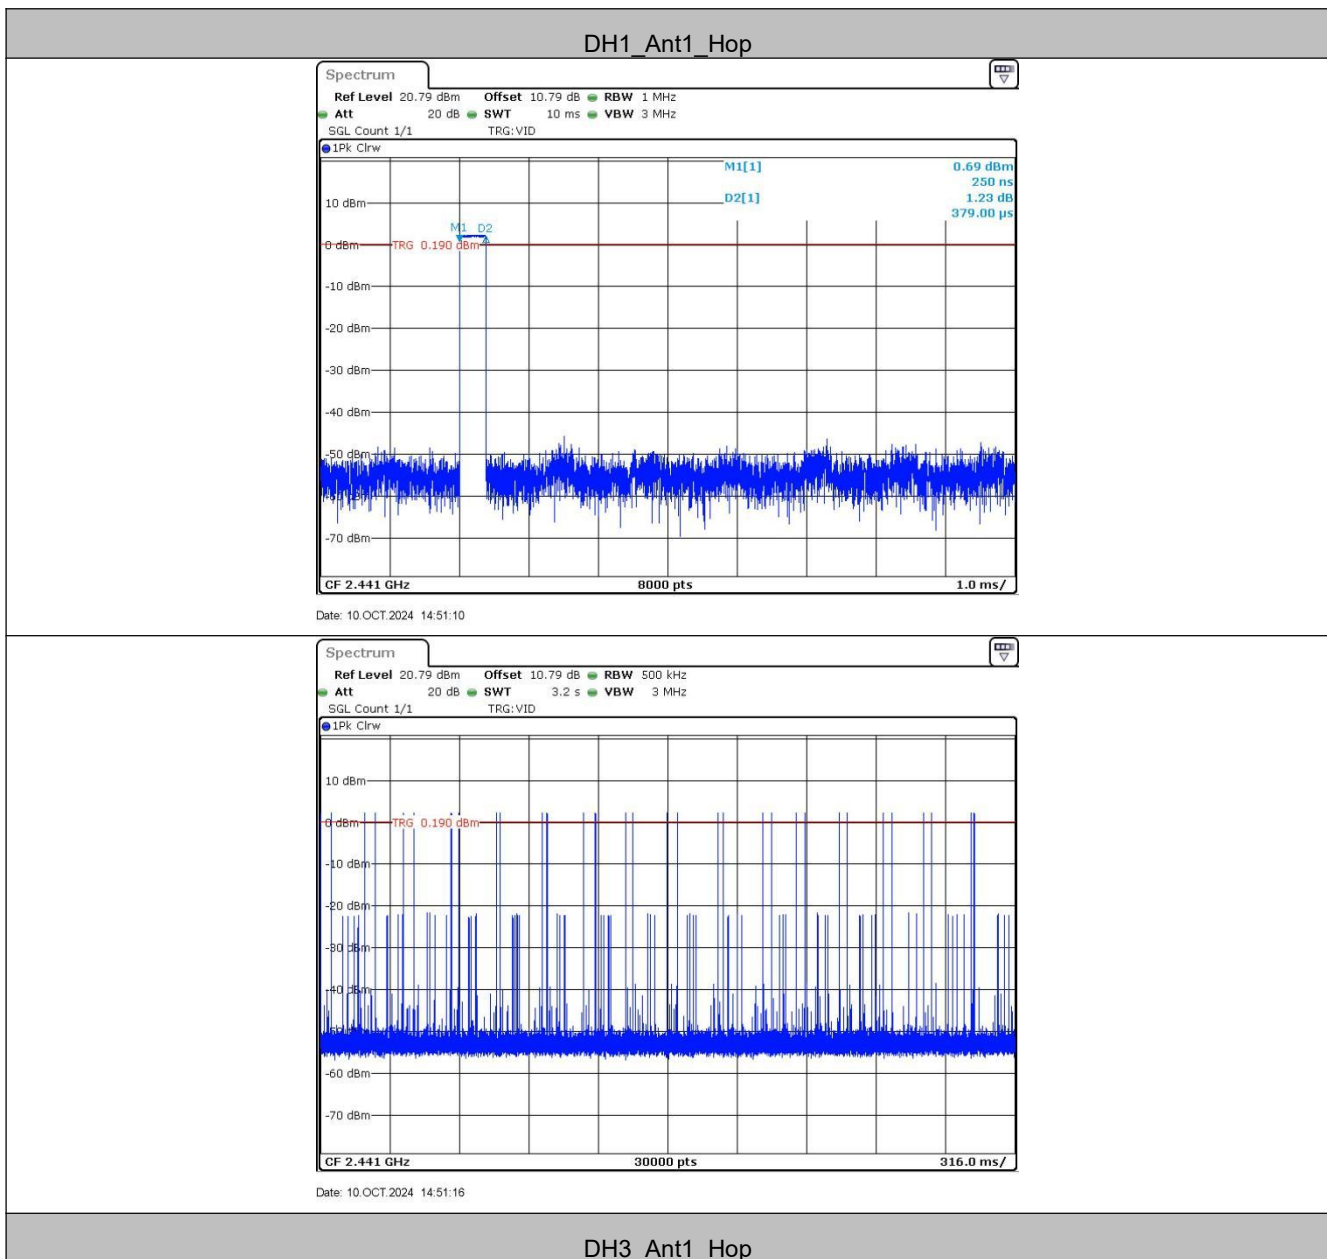 DH1_Ant1_Hop
Spectrum
Ref Level 20.79 dBm Offset 10.79 dB RBW 1 MHz
Att 20 dB SWT 10 ms VBW 3 MHz
SGL Count 1/1 TRG:VID
1Pk Clrw
M1[1] 0.69 dBm
250 ns
D2[1] 1.23 dB
379.00 µs
10 dBm
M1 D2
0 dBm TRG 0.190 dBm
-10 dBm
-20 dBm
-30 dBm
-40 dBm
-50 dBm
-60 dBm
-70 dBm
CF 2.441 GHz 8000 pts 1.0 ms/
Date: 10.OCT.2024 14:51:10
Spectrum
Ref Level 20.79 dBm Offset 10.79 dB RBW 500 kHz
Att 20 dB SWT 3.2 s VBW 3 MHz
SGL Count 1/1 TRG:VID
1Pk Clrw
10 dBm
0 dBm TRG 0.190 dBm
-10 dBm
-20 dBm
-30 dBm
-40 dBm
-60 dBm
-70 dBm
CF 2.441 GHz 30000 pts 316.0 ms/
Date: 10.OCT.2024 14:51:16
DH3_Ant1_Hop